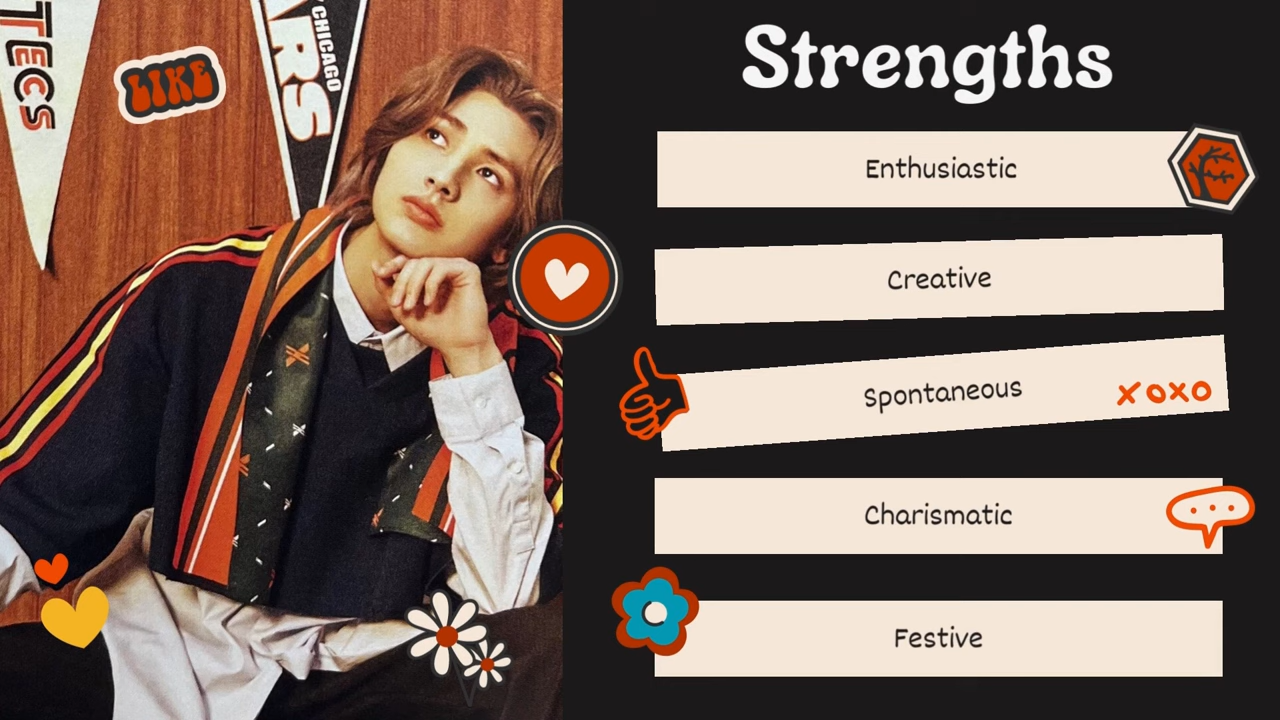 TECS
LIKE
CHICAGO
ARS
Strengths
Enthusiastic
Creative
Spontaneous
xoxo
Charismatic
Festive